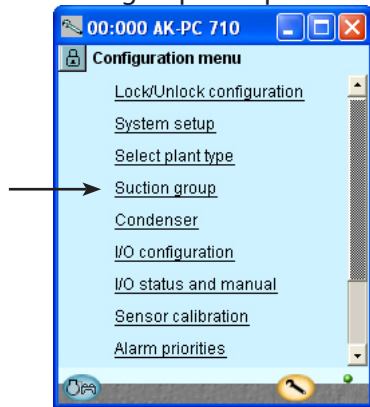 00:000 AK-PC 710
Configuration menu
Lock/Unlock configuration
System setup
Select plant type
Suction group
Condenser
I/O configuration
I/O status and manual
Sensor calibration
Alarm priorities